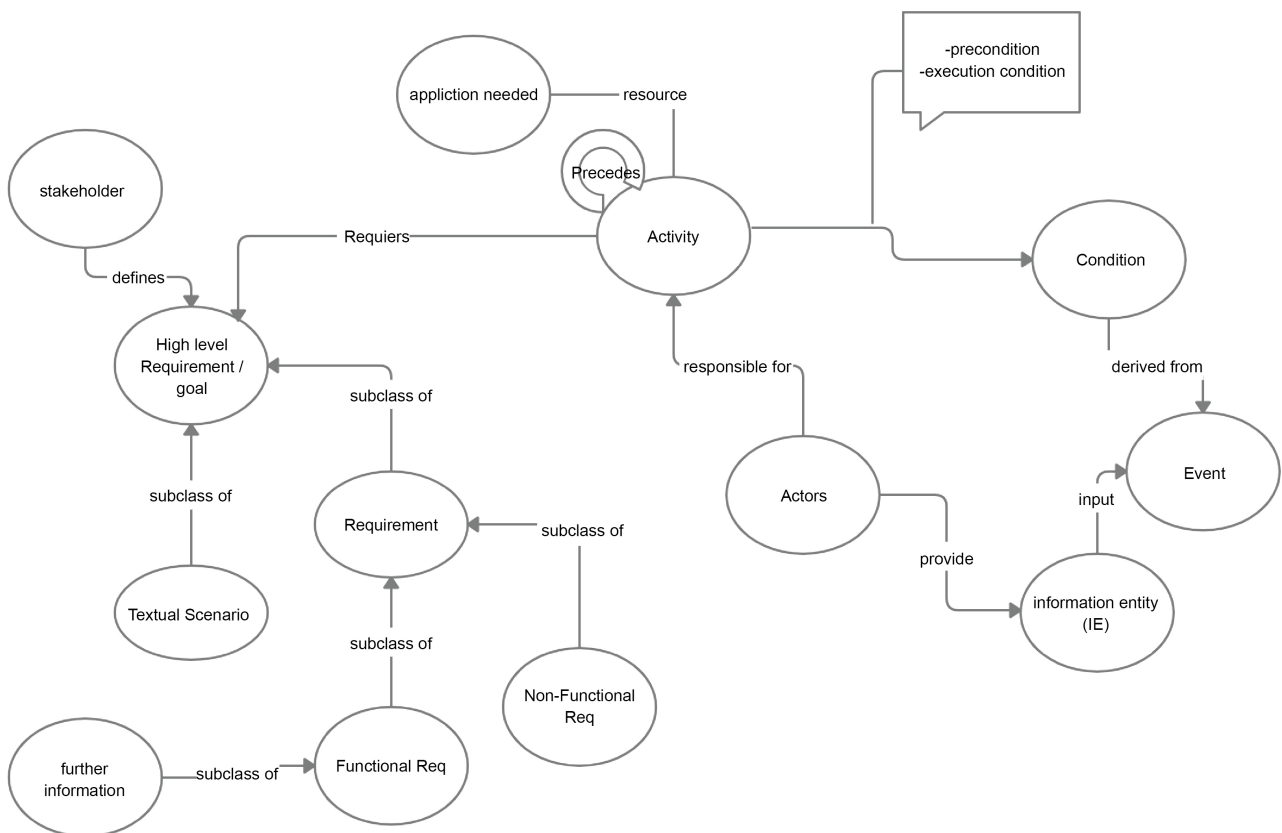 -precondition
-execution condition
appliction needed
resource
Precedes
stakeholder
Requiers
Activity
Condition
defines
High level
Requirement /
goal
responsible for
derived from
subclass of
Event
subclass of
Requirement
subclass of
Actors
input
provide
Textual Scenario
information entity
(IE)
subclass of
Non-Functional
Req
further
information
subclass of
Functional Req